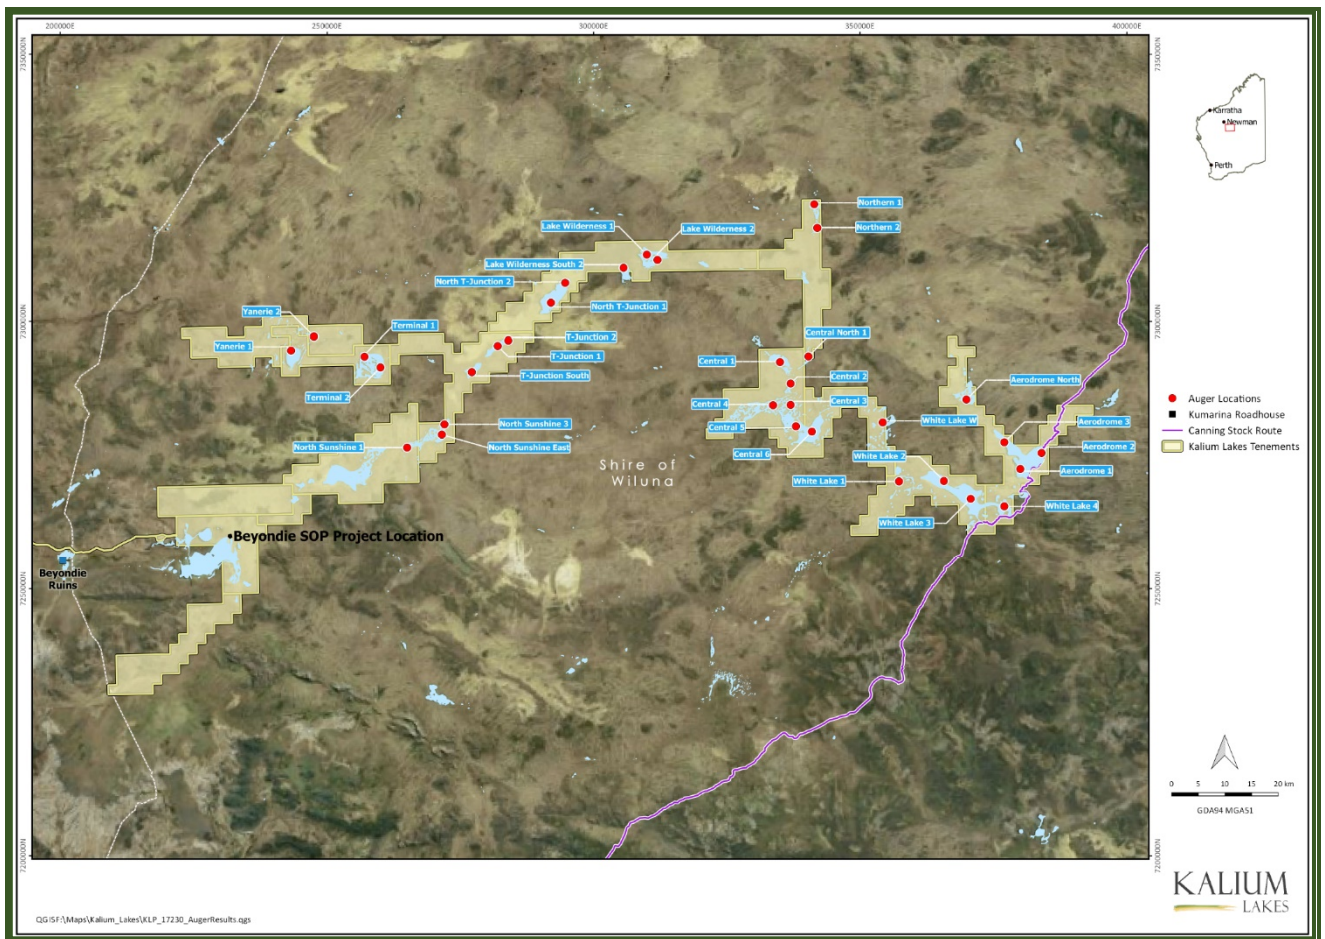 200000E
250000E
300000E
350000E
400000E
7350000N
7350000N
Karratha
Newman
Perth
Northern 1
Northern 2
Lake Wilderness 1
Lake Wilderness 2
Lake Wilderness South 2
North T-Junction 2
North T-Junction 1
Yanerie 2
Terminal 1
7300000N
7300000N
Central North 1
T-Junction 2
Yanerie 1
T-Junction 1
Central 1
T-Junction South
Central 2
Aerodrome North
Terminal 2
Central 4
Central 3
Auger Locations
Kumarina Roadhouse
Canning Stock Route
Kalium Lakes Tenements
North Sunshine 3
Central 5
White Lake W
Aerodrome 3
North Sunshine 1
North Sunshine East
Central 6
White Lake 2
Aerodrome 2
Shire of
Wiluna
White Lake 1
Aerodrome 1
White Lake 4
White Lake 3
Beyondie SOP Project Location
Beyondie
Ruins
7250000N
7250000N
0 5 10 15 20 km
GDA94 MGA51
7200000N
7200000N
KALIUM
LAKES
QGISF:\Maps\Kalium_Lakes\KLP_17230_AugerResults.qgs